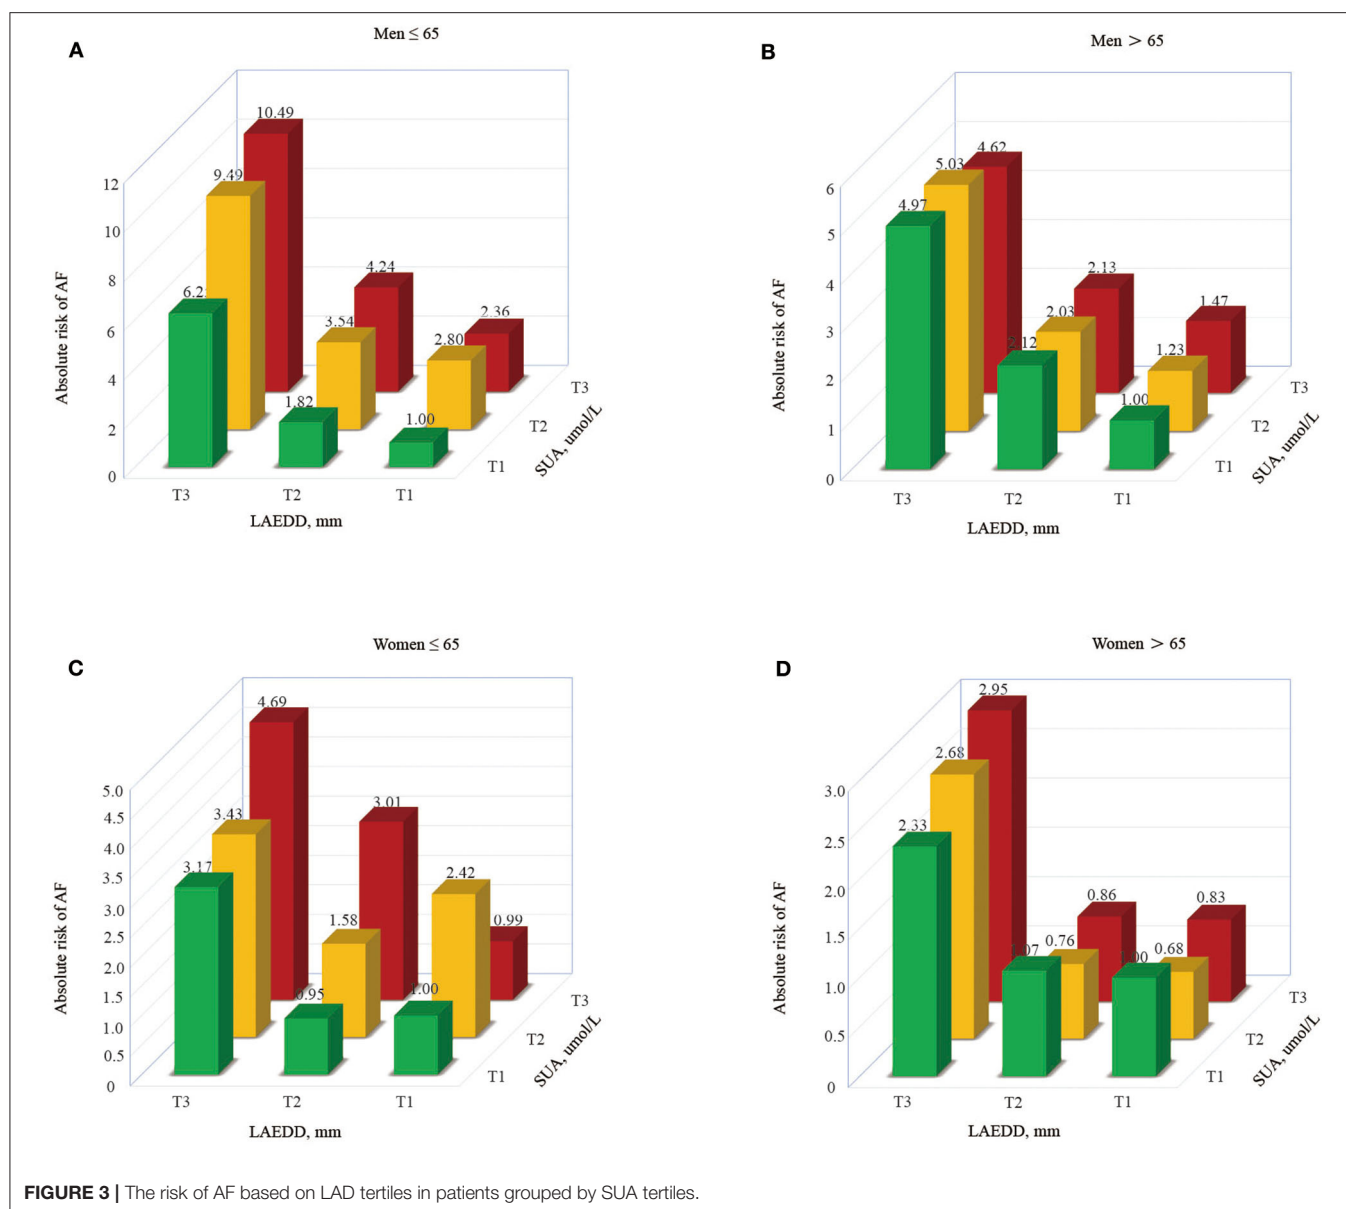 A
Men ≤ 65
Absolute risk of AF
12
10
8
6
4
2
0
10.49
9.49
4.24
3.54
2.36
2.80
1.82
1.00
T3
T2
T1
T1
T2
T3
SUA, umol/L
LAEDD, mm
B
Men > 65
Absolute risk of AF
6
5
4
3
2
1
0
4.62
5.03
4.97
2.13
2.03
2.12
1.47
1.23
1.00
T3
T2
T1
T1
T2
T3
SUA, umol/L
LAEDD, mm
C
Women ≤ 65
Absolute risk of AF
5.0
4.5
4.0
3.5
3.0
2.5
2.0
1.5
1.0
0.5
0
4.69
3.43
3.17
3.01
1.58
0.95
2.42
0.99
1.00
T3
T2
T1
T1
T2
T3
SUA, umol/L
LAEDD, mm
D
Women > 65
Absolute risk of AF
3.0
2.5
2.0
1.5
1.0
0.5
0
2.95
2.68
2.33
0.86
0.76
0.83
0.68
T3
T2
T1
T1
T2
T3
SUA, umol/L
LAEDD, mm
FIGURE 3 | The risk of AF based on LAD tertiles in patients grouped by SUA tertiles.